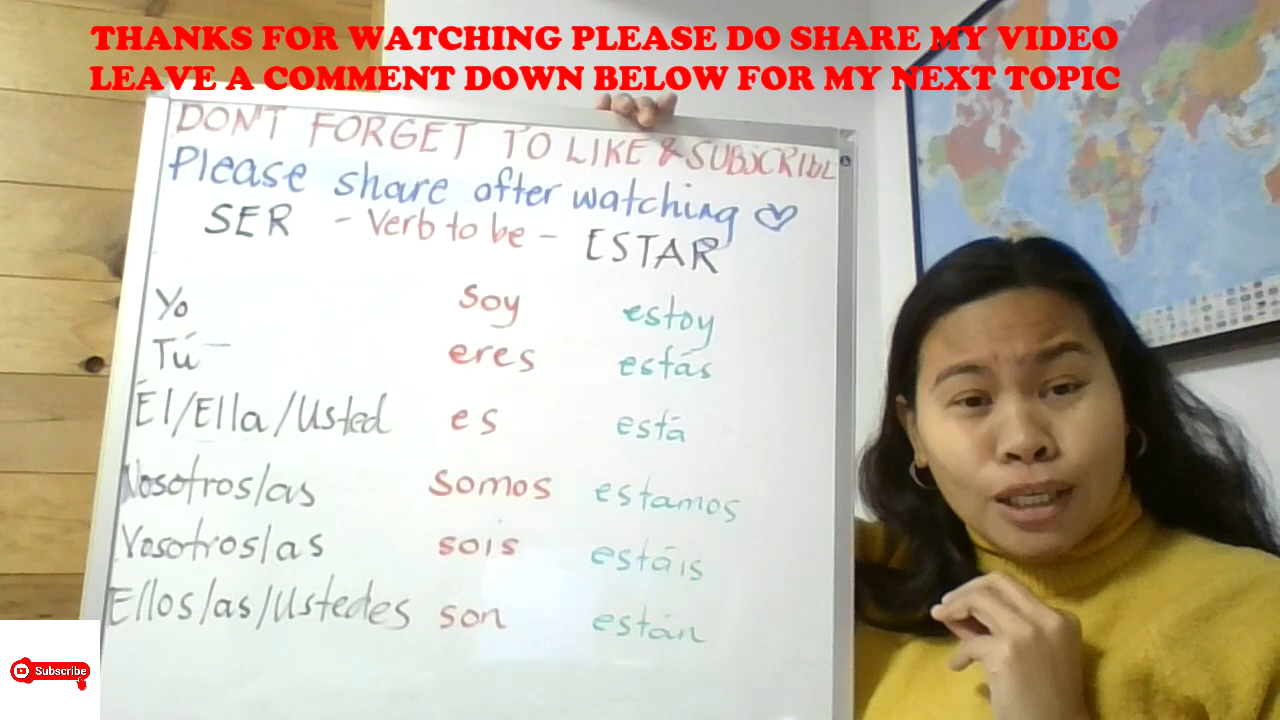 THANKS FOR WATCHING PLEASE DO SHARE MY VIDEO
LEAVE A COMMENT DOWN BELOW FOR MY NEXT TOPIC
DON'T FORGET TO LIKE & SUBSCRIBE
Please share after watching
SER - Verb to be - ESTAR
Yo soy estoy
Tú eres estás
Él/Ella/Usted es está
Nosotros/as somos estamos
Vosotros/as sois estáis
Ellos/as/Ustedes son están
Subscribe